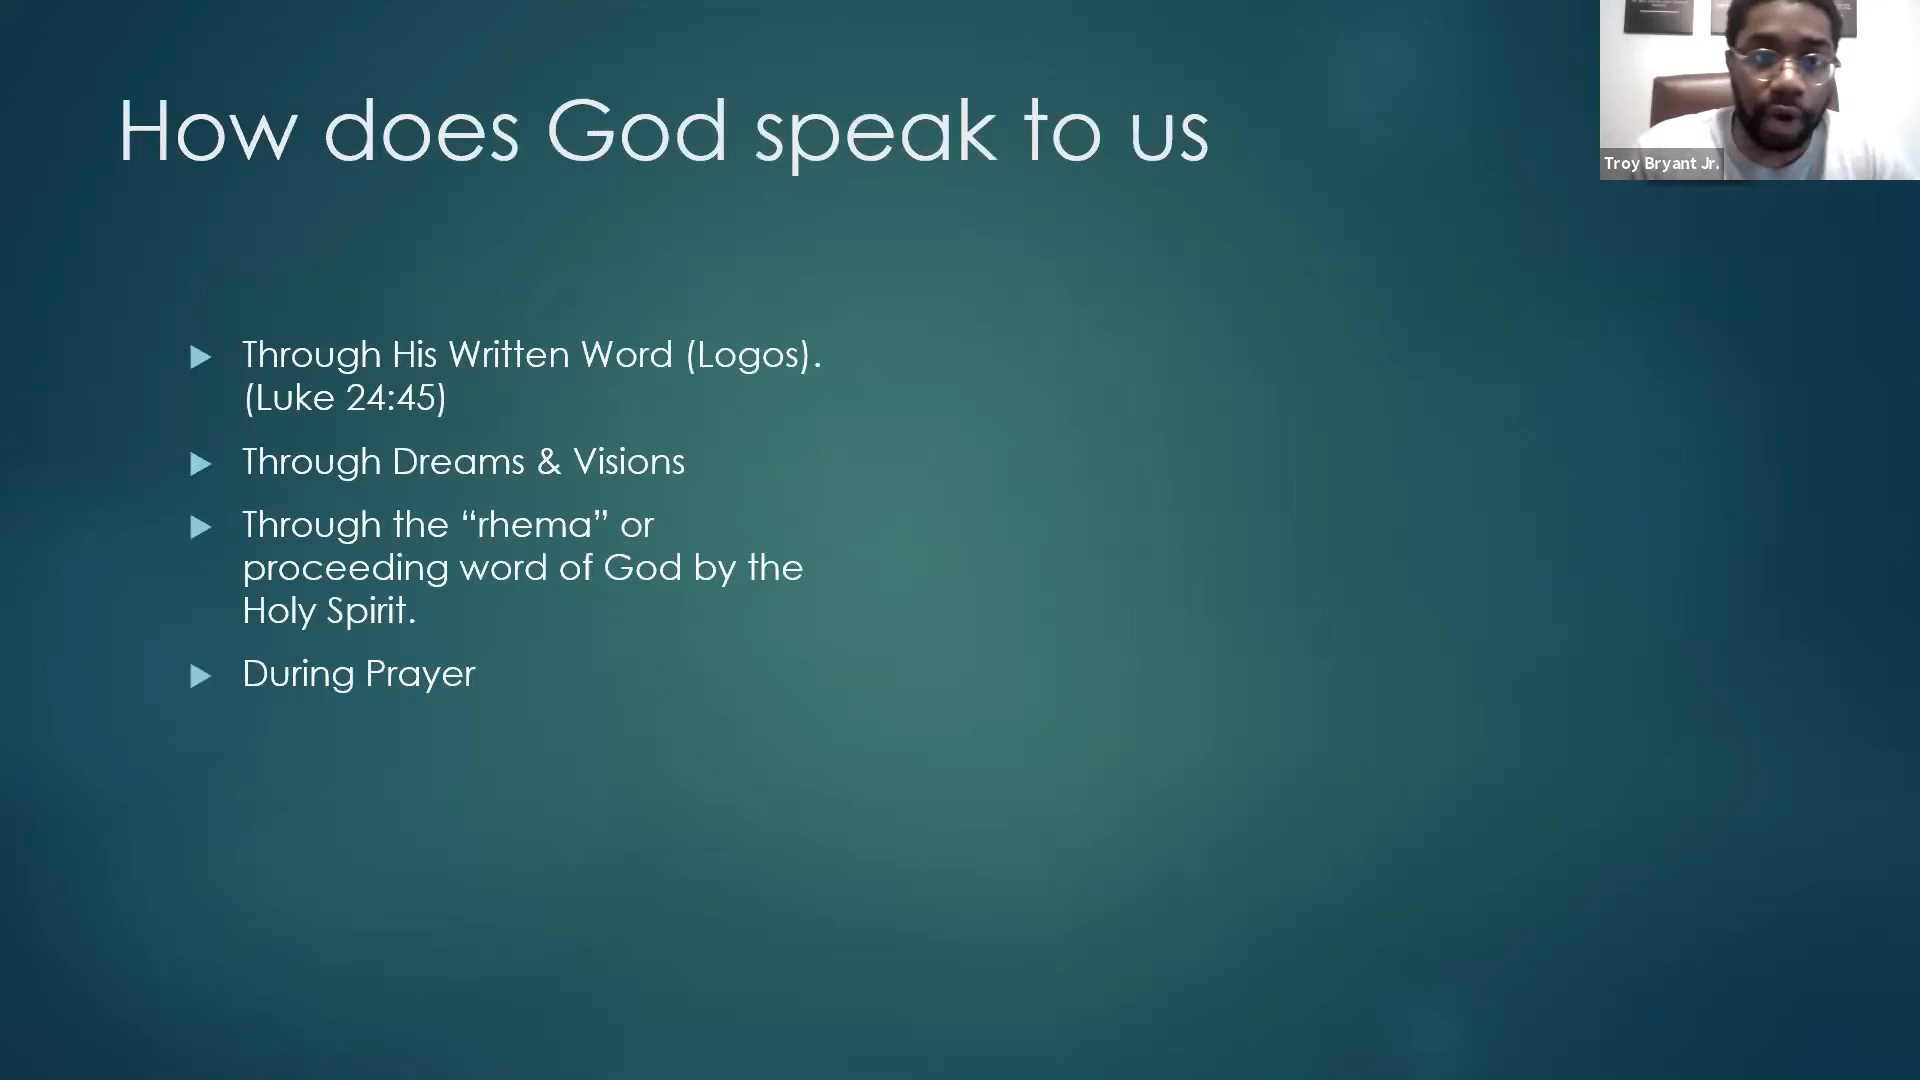 How does God speak to us
Troy Bryant Jr.
Through His Written Word (Logos).
(Luke 24:45)
Through Dreams & Visions
Through the “rhema” or
proceeding word of God by the
Holy Spirit.
During Prayer